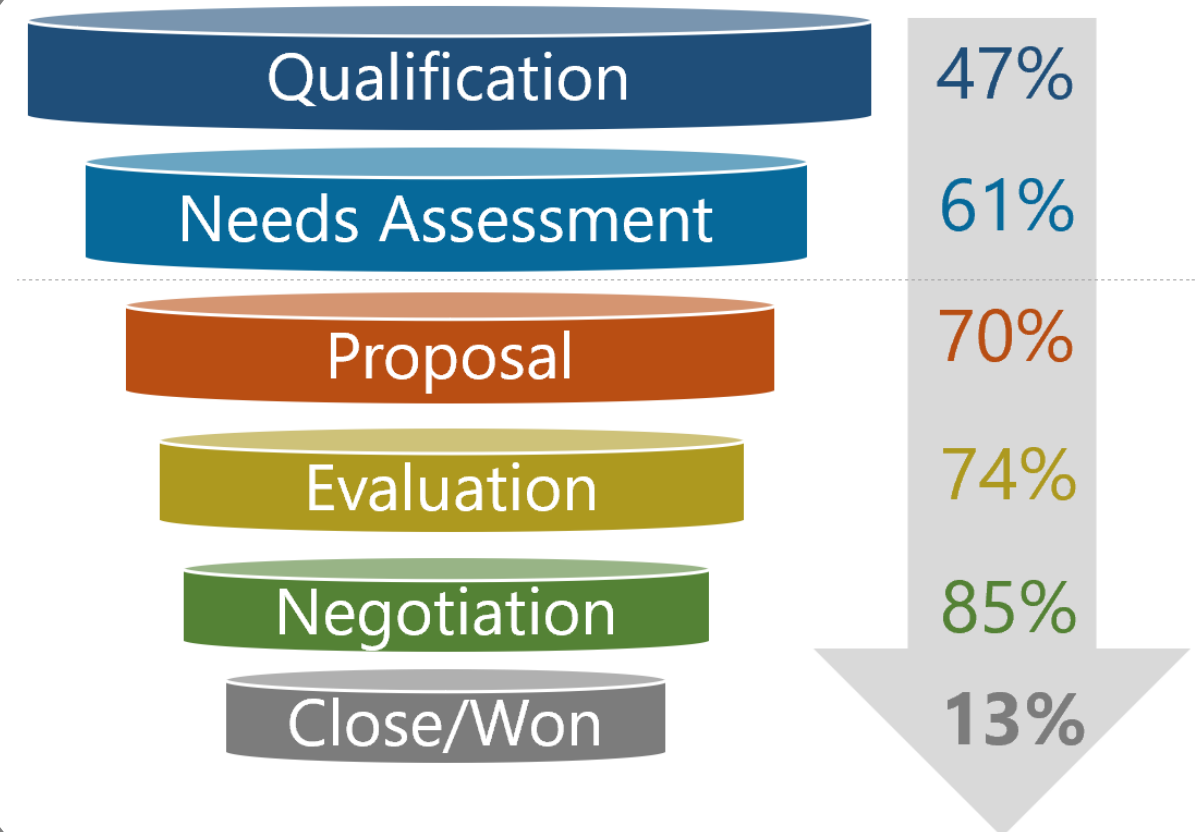 Qualification 47%
Needs Assessment 61%
Proposal 70%
Evaluation 74%
Negotiation 85%
Close/Won 13%